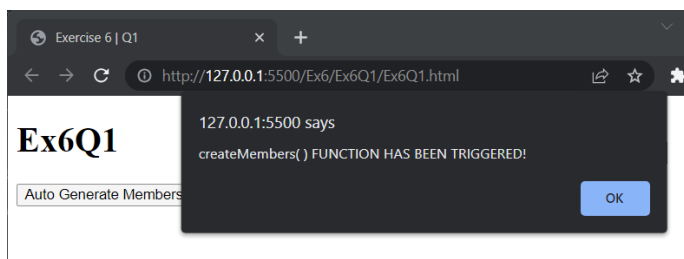 Exercise 6 | Q1
http://127.0.0.1:5500/Ex6/Ex6Q1/Ex6Q1.html
127.0.0.1:5500 says
createMembers( ) FUNCTION HAS BEEN TRIGGERED!
OK
Ex6Q1
Auto Generate Members